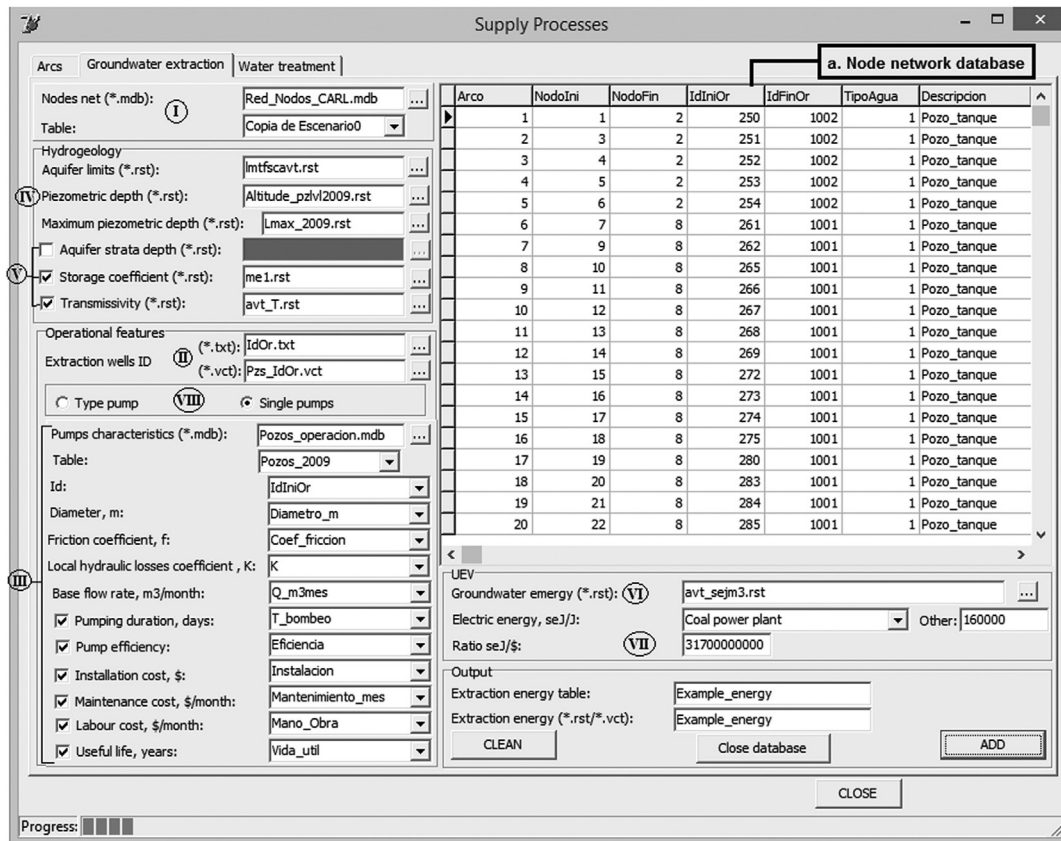 Supply Processes
Arcs Groundwater extraction Water treatment
a. Node network database
Nodes net (*.mdb): I Red_Nodos_CARL.mdb ...
Table: Copia de Escenario0
Hydrogeology
Aquifer limits (*.rst): lmtfscavt.rst ...
IV Piezometric depth (*.rst): Altitude_pzlvl2009.rst ...
Maximum piezometric depth (*.rst): Lmax_2009.rst ...
Aquifer strata depth (*.rst): ...
V Storage coefficient (*.rst): me1.rst ...
Transmissivity (*.rst): avt_T.rst ...
Operational features
Extraction wells ID II (*.txt): IdOr.txt ...
(*.vct): Pzs_IdOr.vct ...
Type pump VIII Single pumps
III
Pumps characteristics (*.mdb): Pozos_operacion.mdb ...
Table: Pozos_2009
Id: IdIniOr
Diameter, m: Diametro_m
Friction coefficient, f: Coef_friccion
Local hydraulic losses coefficient , K: K
Base flow rate, m3/month: Q_m3mes
Pumping duration, days: T_bombeo
Pump efficiency: Eficiencia
Installation cost, $: Instalacion
Maintenance cost, $/month: Mantenimiento_mes
Labour cost, $/month: Mano_Obra
Useful life, years: Vida_util
Arco NodoIni NodoFin IdIniOr IdFinOr TipoAgua Descripcion
1 1 2 250 1002 1 Pozo_tanque
2 3 2 251 1002 1 Pozo_tanque
3 4 2 252 1002 1 Pozo_tanque
4 5 2 253 1002 1 Pozo_tanque
5 6 2 254 1002 1 Pozo_tanque
6 7 8 261 1001 1 Pozo_tanque
7 9 8 262 1001 1 Pozo_tanque
8 10 8 265 1001 1 Pozo_tanque
9 11 8 266 1001 1 Pozo_tanque
10 12 8 267 1001 1 Pozo_tanque
11 13 8 268 1001 1 Pozo_tanque
12 14 8 269 1001 1 Pozo_tanque
13 15 8 272 1001 1 Pozo_tanque
14 16 8 273 1001 1 Pozo_tanque
15 17 8 274 1001 1 Pozo_tanque
16 18 8 275 1001 1 Pozo_tanque
17 19 8 280 1001 1 Pozo_tanque
18 20 8 283 1001 1 Pozo_tanque
19 21 8 284 1001 1 Pozo_tanque
20 22 8 285 1001 1 Pozo_tanque
UEV
Groundwater emergy (*.rst): VI avt_sejm3.rst ...
Electric energy, seJ/J: Coal power plant Other: 160000
Ratio seJ/$: VII 31700000000
Output
Extraction energy table: Example_energy
Extraction energy (*.rst/*.vct): Example_energy
CLEAN Close database ADD
CLOSE
Progress: